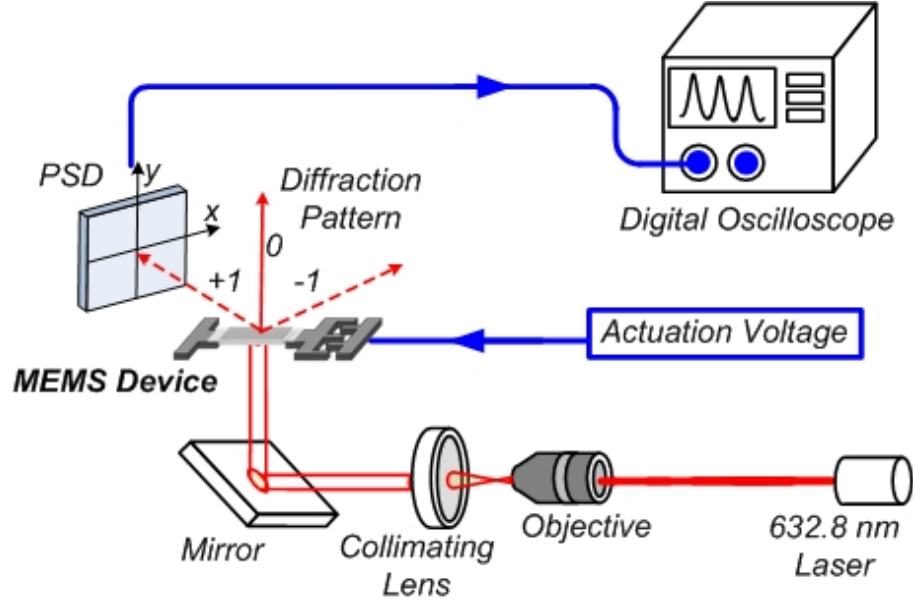 PSD
y
x
Diffraction
Pattern
0
+1
-1
Digital Oscilloscope
Actuation Voltage
MEMS Device
Mirror
Collimating
Lens
Objective
632.8 nm
Laser